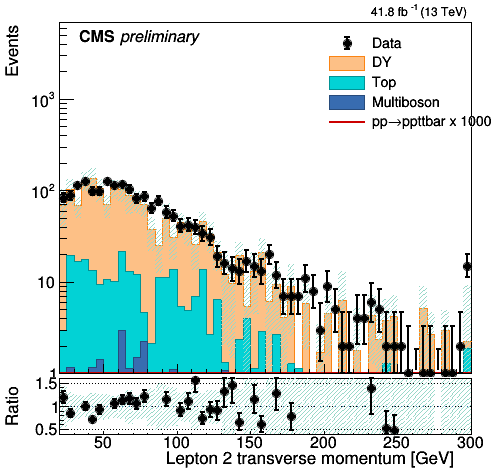 41.8 fb⁻¹ (13 TeV)
CMS preliminary
Events
Data
DY
Top
Multiboson
pp→ppttbar x 1000
10³
10²
10
1
Ratio
1.5
1
0.5
50 100 150 200 250 300
Lepton 2 transverse momentum [GeV]